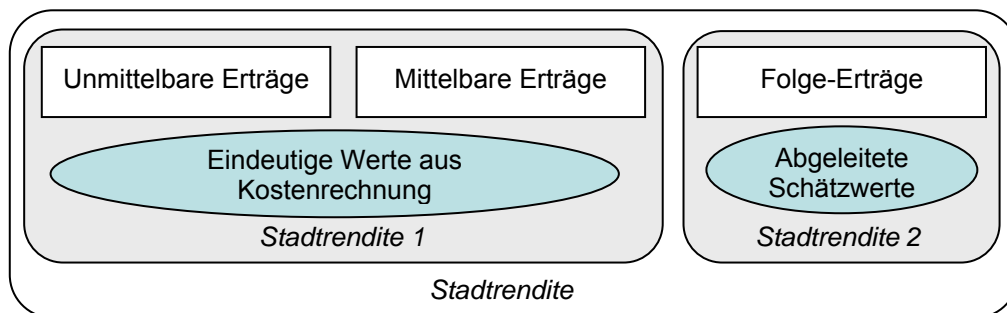 Unmittelbare Erträge
Mittelbare Erträge
Eindeutige Werte aus
Kostenrechnung
Stadtrendite 1
Folge-Erträge
Abgeleitete
Schätzwerte
Stadtrendite 2
Stadtrendite